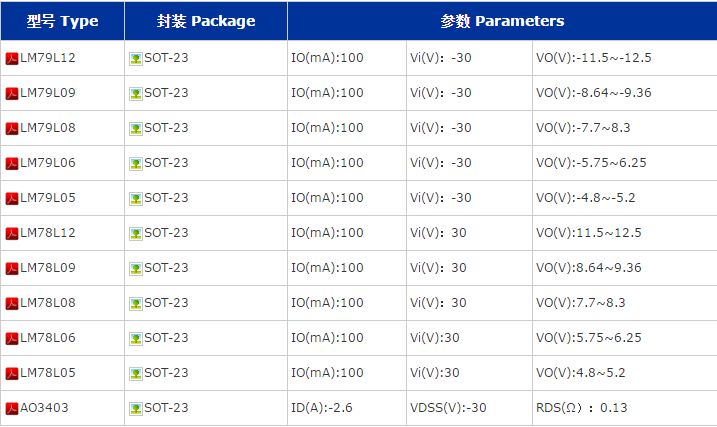 型号 Type 封装 Package 参数 Parameters
LM79L12 SOT-23 IO(mA):100 Vi(V)：-30 VO(V):-11.5~-12.5
LM79L09 SOT-23 IO(mA):100 Vi(V)：-30 VO(V):-8.64~-9.36
LM79L08 SOT-23 IO(mA):100 Vi(V)：-30 VO(V):-7.7~8.3
LM79L06 SOT-23 IO(mA):100 Vi(V)：-30 VO(V):-5.75~6.25
LM79L05 SOT-23 IO(mA):100 Vi(V)：-30 VO(V):-4.8~-5.2
LM78L12 SOT-23 IO(mA):100 Vi(V)：30 VO(V):11.5~12.5
LM78L09 SOT-23 IO(mA):100 Vi(V)：30 VO(V):8.64~9.36
LM78L08 SOT-23 IO(mA):100 Vi(V)：30 VO(V):7.7~8.3
LM78L06 SOT-23 IO(mA):100 Vi(V):30 VO(V):5.75~6.25
LM78L05 SOT-23 IO(mA):100 Vi(V):30 VO(V):4.8~5.2
AO3403 SOT-23 ID(A):-2.6 VDSS(V):-30 RDS(Ω）：0.13